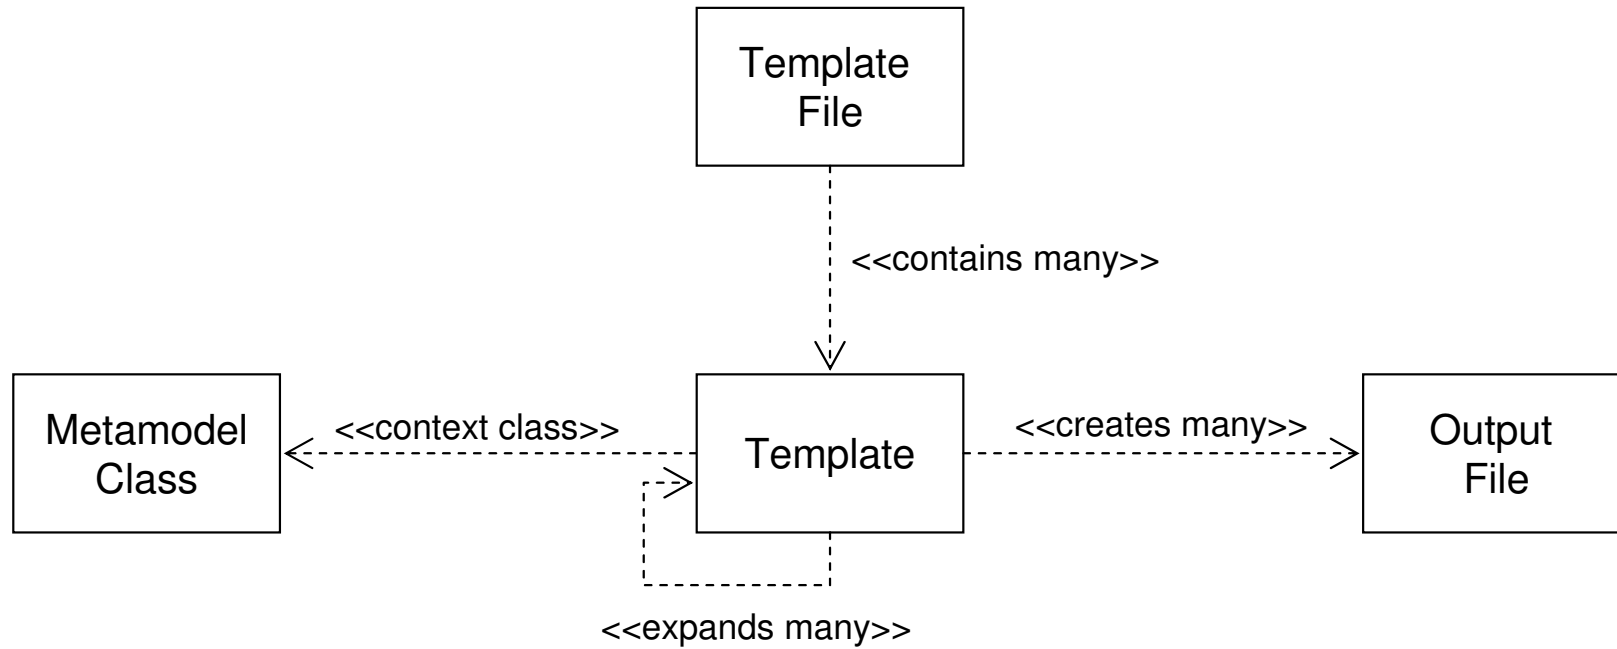 Template
File
<<contains many>>
Metamodel
Class
<<context class>>
Template
<<creates many>>
Output
File
<<expands many>>